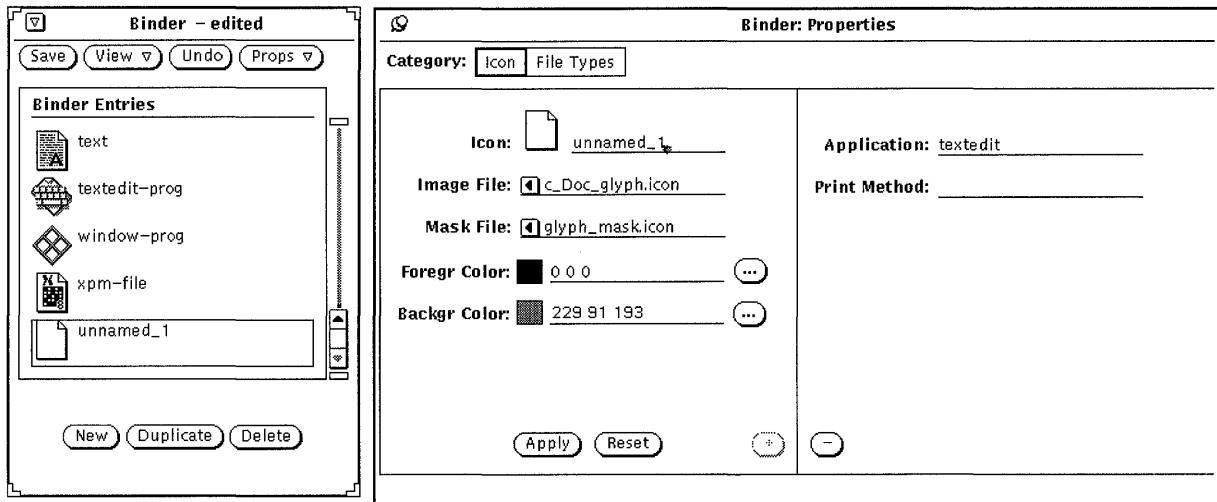 Binder – edited
Save View Undo Props
Binder Entries
text
textedit-prog
window-prog
xpm-file
unnamed_1
New Duplicate Delete
Binder: Properties
Category: Icon File Types
Icon: unnamed_1
Image File: c_Doc_glyph.icon
Mask File: glyph_mask.icon
Foregr Color: 0 0 0 ...
Backgr Color: 229 91 193 ...
Apply Reset +
Application: textedit
Print Method:
−